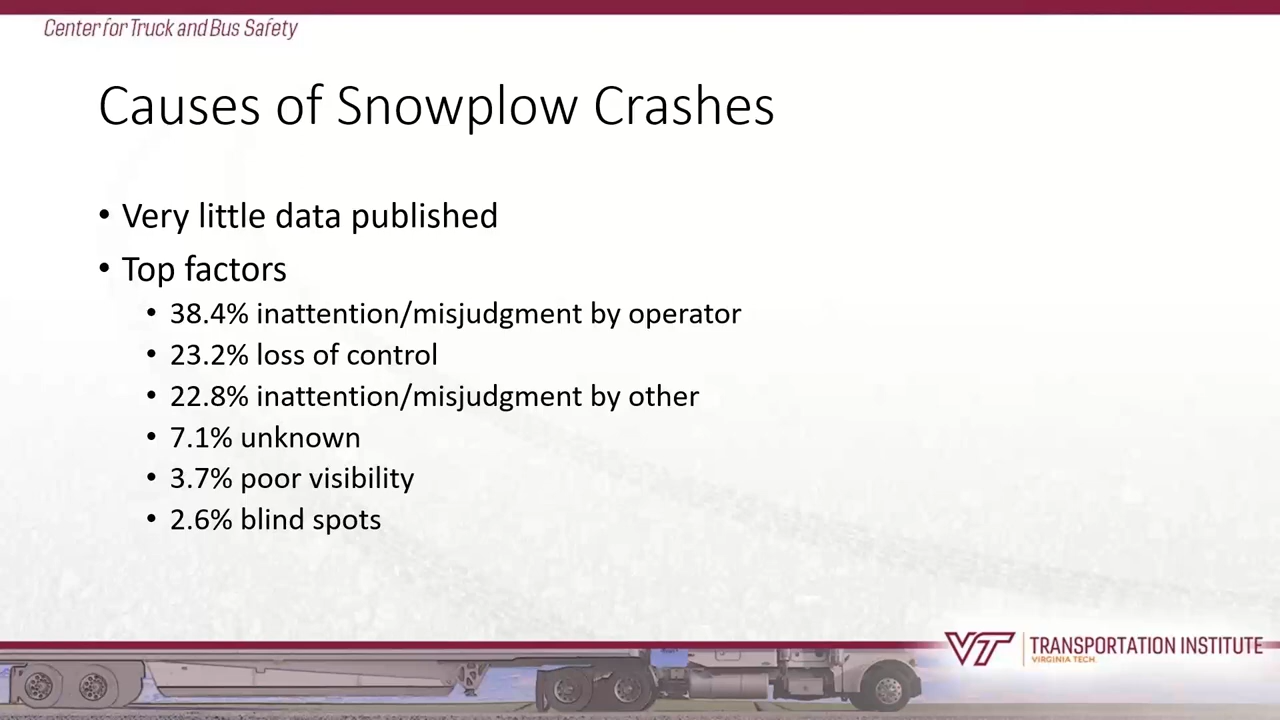 Center for Truck and Bus Safety
Causes of Snowplow Crashes
• Very little data published
• Top factors
• 38.4% inattention/misjudgment by operator
• 23.2% loss of control
• 22.8% inattention/misjudgment by other
• 7.1% unknown
• 3.7% poor visibility
• 2.6% blind spots
VT TRANSPORTATION INSTITUTE
VIRGINIA TECH